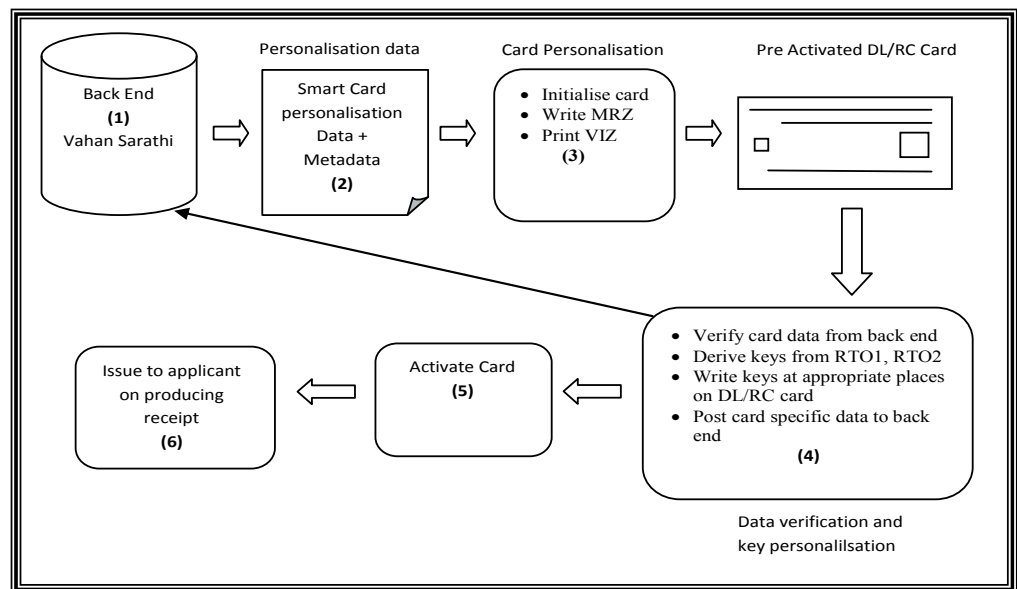 Personalisation data
Card Personalisation
Pre Activated DL/RC Card
Back End
(1)
Vahan Sarathi
Smart Card
personalisation
Data +
Metadata
(2)
• Initialise card
• Write MRZ
• Print VIZ
(3)
• Verify card data from back end
• Derive keys from RTO1, RTO2
• Write keys at appropriate places
on DL/RC card
• Post card specific data to back
end
(4)
Data verification and
key personalilsation
Activate Card
(5)
Issue to applicant
on producing
receipt
(6)